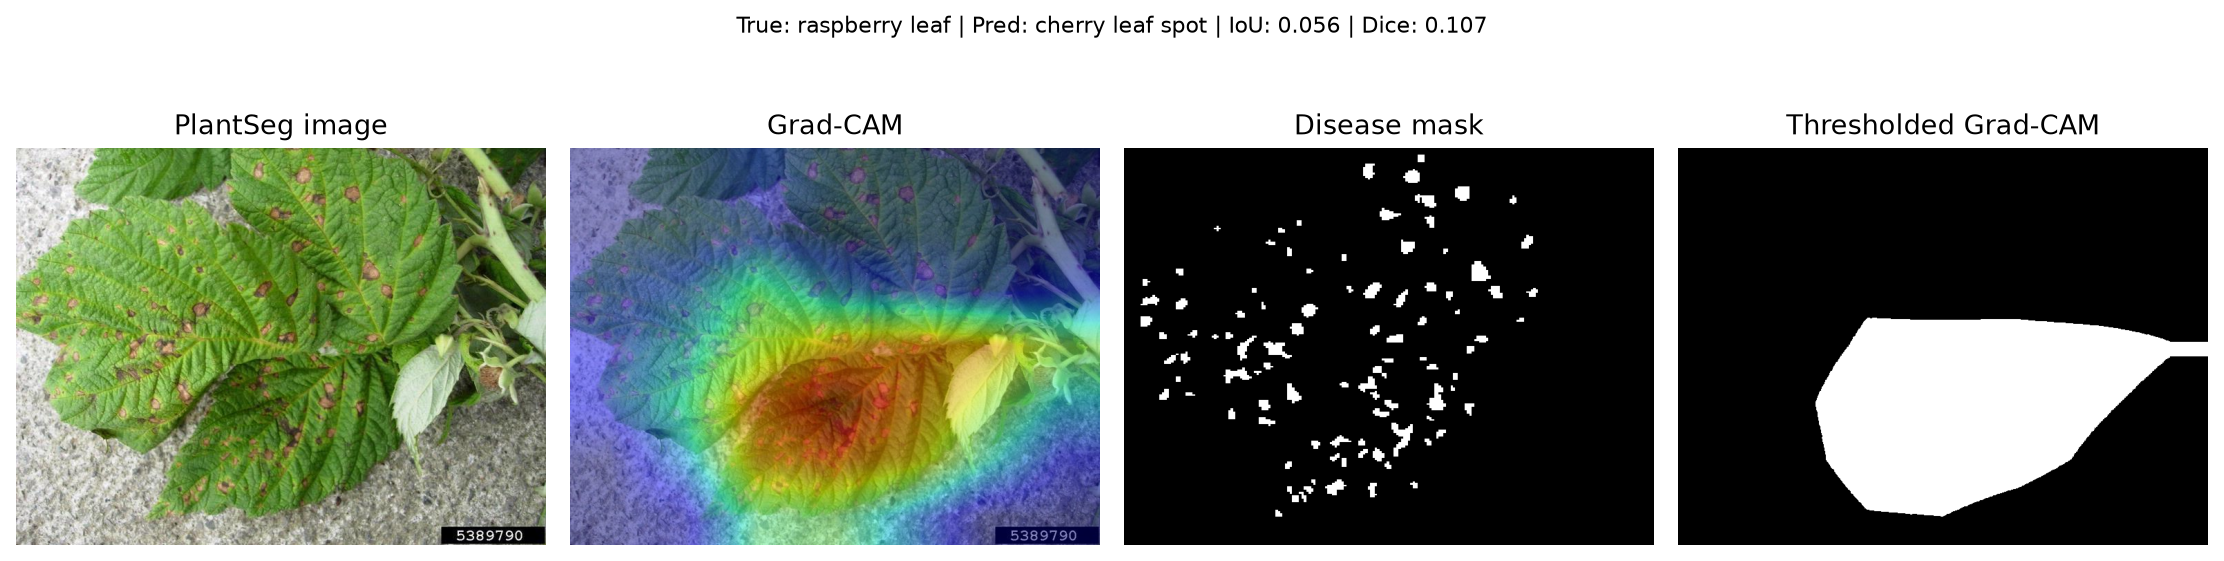 True: raspberry leaf | Pred: cherry leaf spot | IoU: 0.056 | Dice: 0.107
PlantSeg image
Grad-CAM
Disease mask
Thresholded Grad-CAM
5389790
5389790